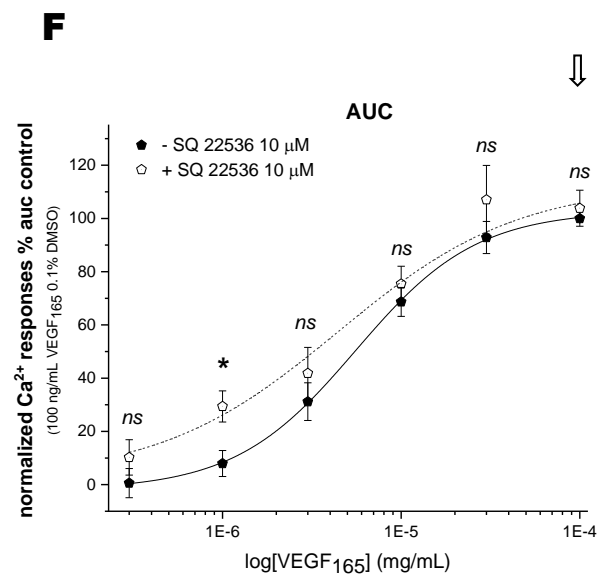 F
AUC
- SQ 22536 10 μM
+ SQ 22536 10 μM
normalized Ca²⁺ responses % auc control
(100 ng/mL VEGF₁₆₅ 0.1% DMSO)
120
100
80
60
40
20
0
ns
*
ns
ns
ns
ns
1E-6
1E-5
1E-4
log[VEGF₁₆₅] (mg/mL)